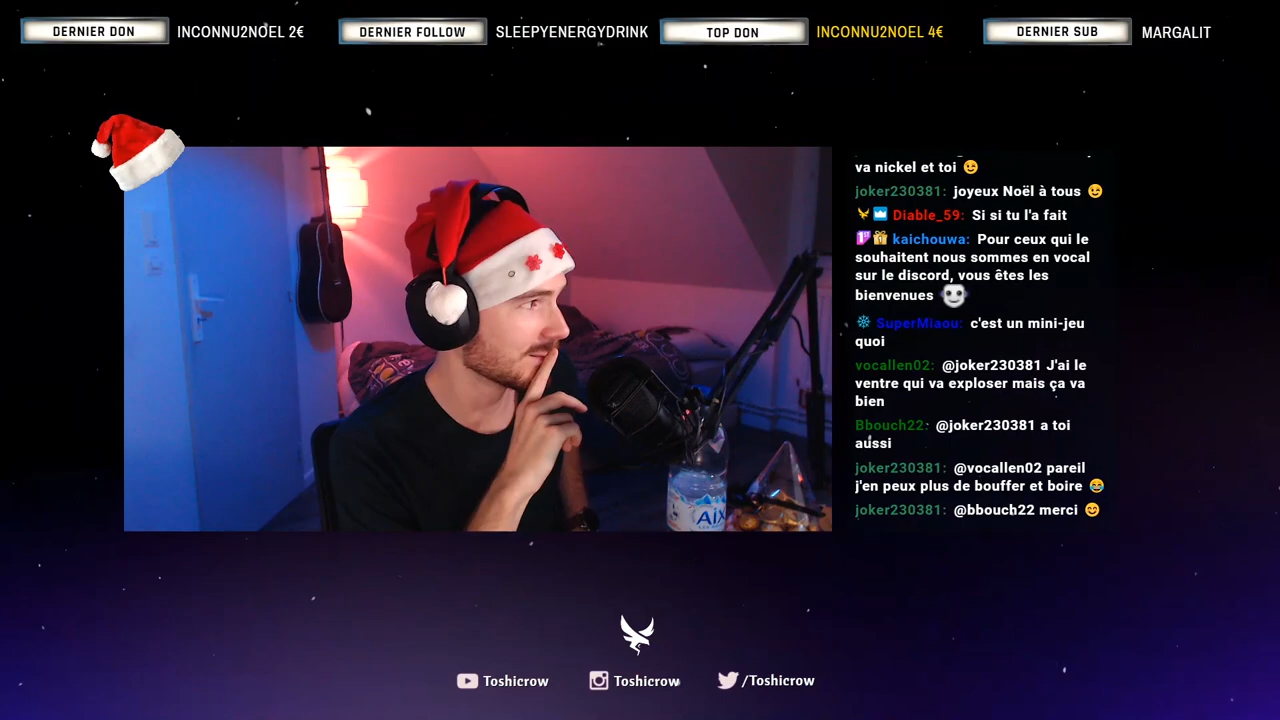 DERNIER DON INCONNU2NOEL 2€ DERNIER FOLLOW SLEEPYENERGYDRINK TOP DON INCONNU2NOEL 4€ DERNIER SUB MARGALIT
va nickel et toi 😉
joker230381: joyeux Noël à tous 😉
Diable_59: Si si tu l'a fait
kaichouwa: Pour ceux qui le
souhaitent nous sommes en vocal
sur le discord, vous êtes les
bienvenues
SuperMiaou: c'est un mini-jeu
quoi
vocallen02: @joker230381 J'ai le
ventre qui va exploser mais ça va
bien
Bbouch22: @joker230381 a toi
aussi
joker230381: @vocallen02 pareil
j'en peux plus de bouffer et boire 😂
joker230381: @bbouch22 merci 😊
AIX
Toshicrow Toshicrow /Toshicrow